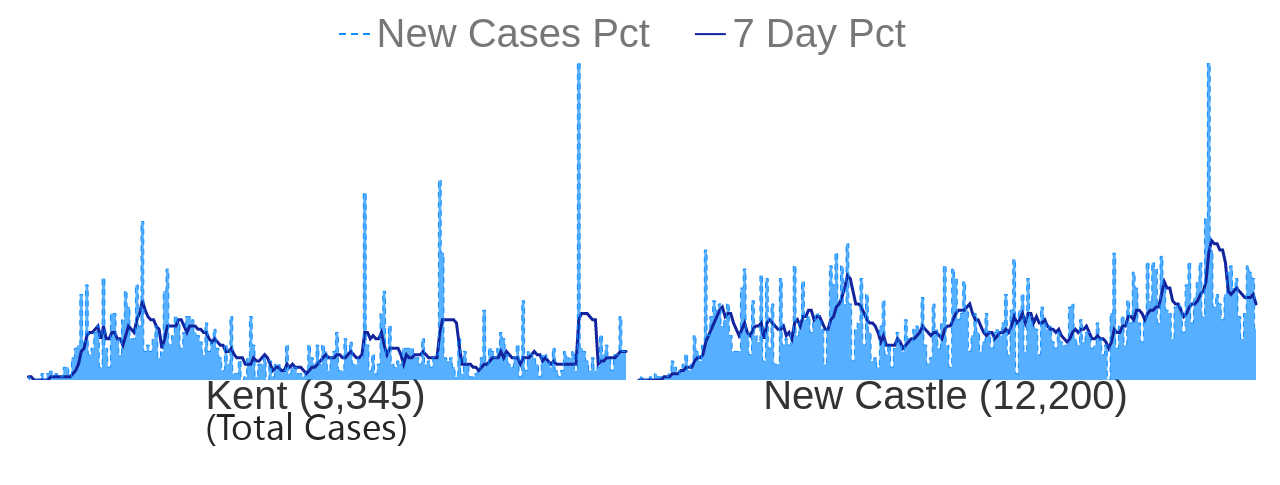 New Cases Pct 7 Day Pct
Kent (3,345) New Castle (12,200)
(Total Cases)